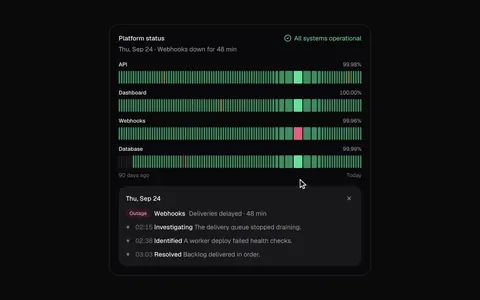 Platform status
All systems operational
Thu, Sep 24 · Webhooks down for 48 min
API 99.98%
Dashboard 100.00%
Webhooks 99.96%
Database 99.99%
90 days ago Today
Thu, Sep 24
Outage Webhooks Deliveries delayed · 48 min
02:15 Investigating The delivery queue stopped draining.
02:38 Identified A worker deploy failed health checks.
03:03 Resolved Backlog delivered in order.